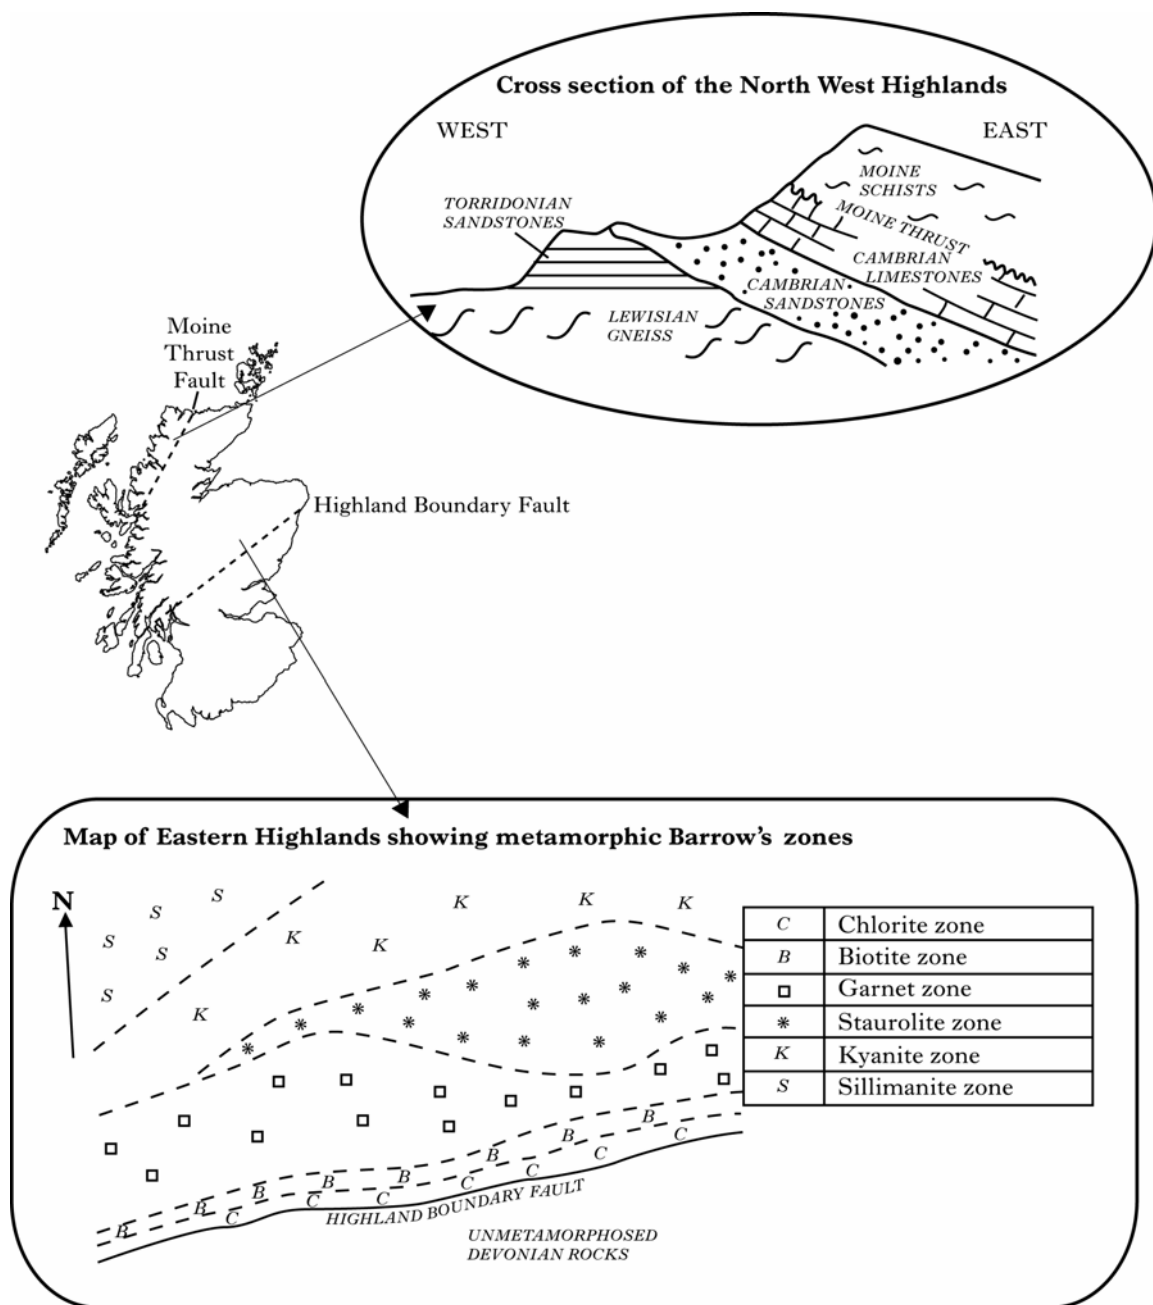 Cross section of the North West Highlands
WEST
EAST
MOINE
SCHISTS
TORRIDONIAN
SANDSTONES
MOINE THRUST
CAMBRIAN
LIMESTONES
CAMBRIAN
SANDSTONES
LEWISIAN
GNEISS
Moine
Thrust
Fault
Highland Boundary Fault
Map of Eastern Highlands showing metamorphic Barrow's zones
N
S
S
S
S
S
K
K
K
K
K
K
C Chlorite zone
B Biotite zone
Garnet zone
* Staurolite zone
K Kyanite zone
S Sillimanite zone
B
B
B
B
B
B
B
B
C
C
C
C
C
C
C
HIGHLAND BOUNDARY FAULT
UNMETAMORPHOSED
DEVONIAN ROCKS